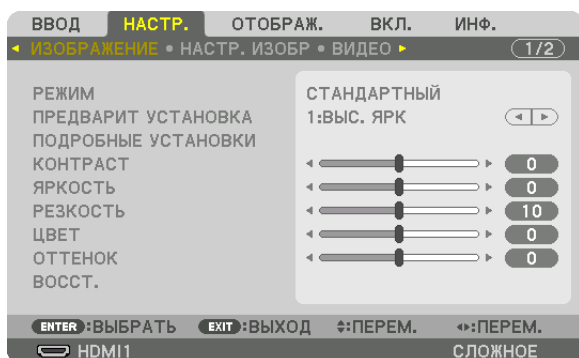 ВВОД НАСТР. ОТОБРАЖ. ВКЛ. ИНФ.
ИЗОБРАЖЕНИЕ • НАСТР. ИЗОБР • ВИДЕО 1/2
РЕЖИМ СТАНДАРТНЫЙ
ПРЕДВАРИТ УСТАНОВКА 1:ВЫС. ЯРК
ПОДРОБНЫЕ УСТАНОВКИ
КОНТРАСТ 0
ЯРКОСТЬ 0
РЕЗКОСТЬ 10
ЦВЕТ 0
ОТТЕНОК 0
ВОССТ.
ENTER :ВЫБРАТЬ EXIT :ВЫХОД :ПЕРЕМ. :ПЕРЕМ.
HDMI1 СЛОЖНОЕ